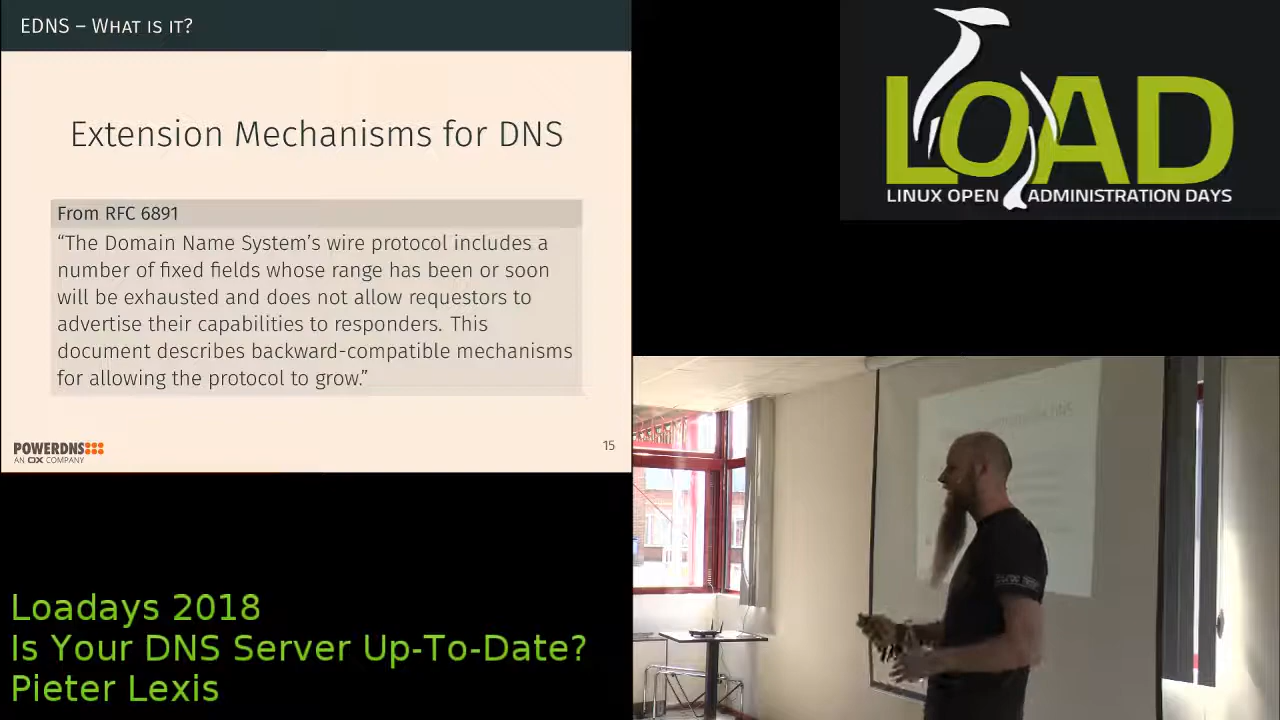 EDNS – What is it?
Extension Mechanisms for DNS
From RFC 6891
“The Domain Name System’s wire protocol includes a
number of fixed fields whose range has been or soon
will be exhausted and does not allow requestors to
advertise their capabilities to responders. This
document describes backward-compatible mechanisms
for allowing the protocol to grow.”
POWERDNS
AN OX COMPANY
15
LOAD
LINUX OPEN ADMINISTRATION DAYS
Loadays 2018
Is Your DNS Server Up-To-Date?
Pieter Lexis